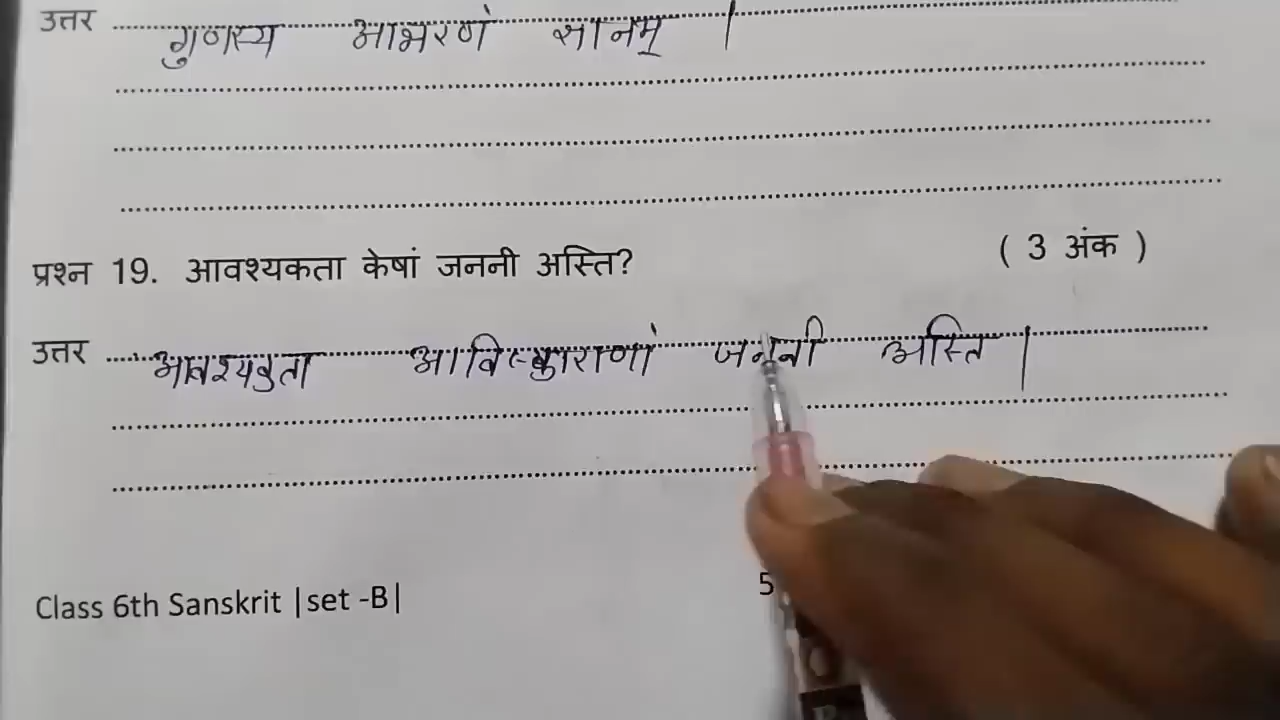 उत्तर गुणस्य आभरणं सानम् |
प्रश्न 19. आवश्यकता केषां जननी अस्ति? ( 3 अंक )
उत्तर आवश्यकता आविस्काराणां जननी अस्ति |
Class 6th Sanskrit |set -B| 5